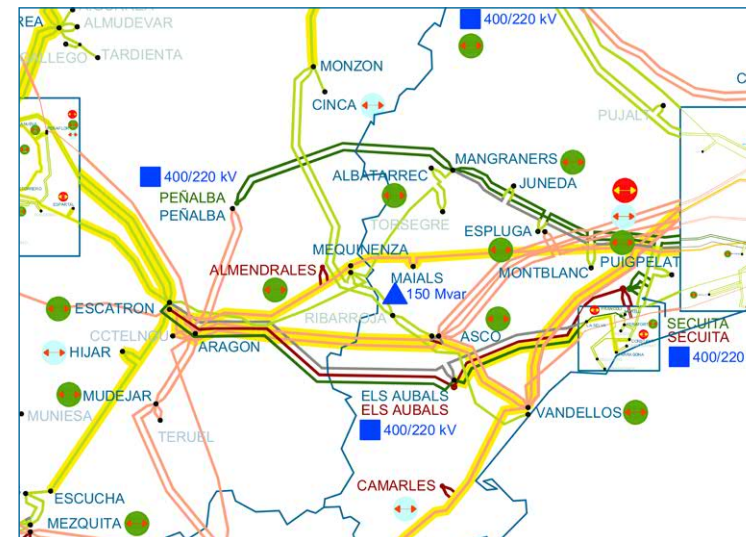 400/220 kV
ALMUDEVAR
TARDIENTA
MONZON
CINCA
PUJALT
400/220 kV
ALBATARREC
MANGRANERS
JUNEDA
PEÑALBA
PEÑALBA
TORSEGRE
ESPLUGA
MEQUINENZA
ALMENDRALES
MAIALS
MONTBLANC
PUIGPELAT
150 Mvar
ESCATRON
RIBARROJA
CCTELNOU
ARAGON
ASCO
SECUITA
SECUITA
HIJAR
400/220
MUDEJAR
ELS AUBALS
ELS AUBALS
VANDELLOS
MUNIESA
TERUEL
400/220 kV
CAMARLES
ESCUCHA
MEZQUITA